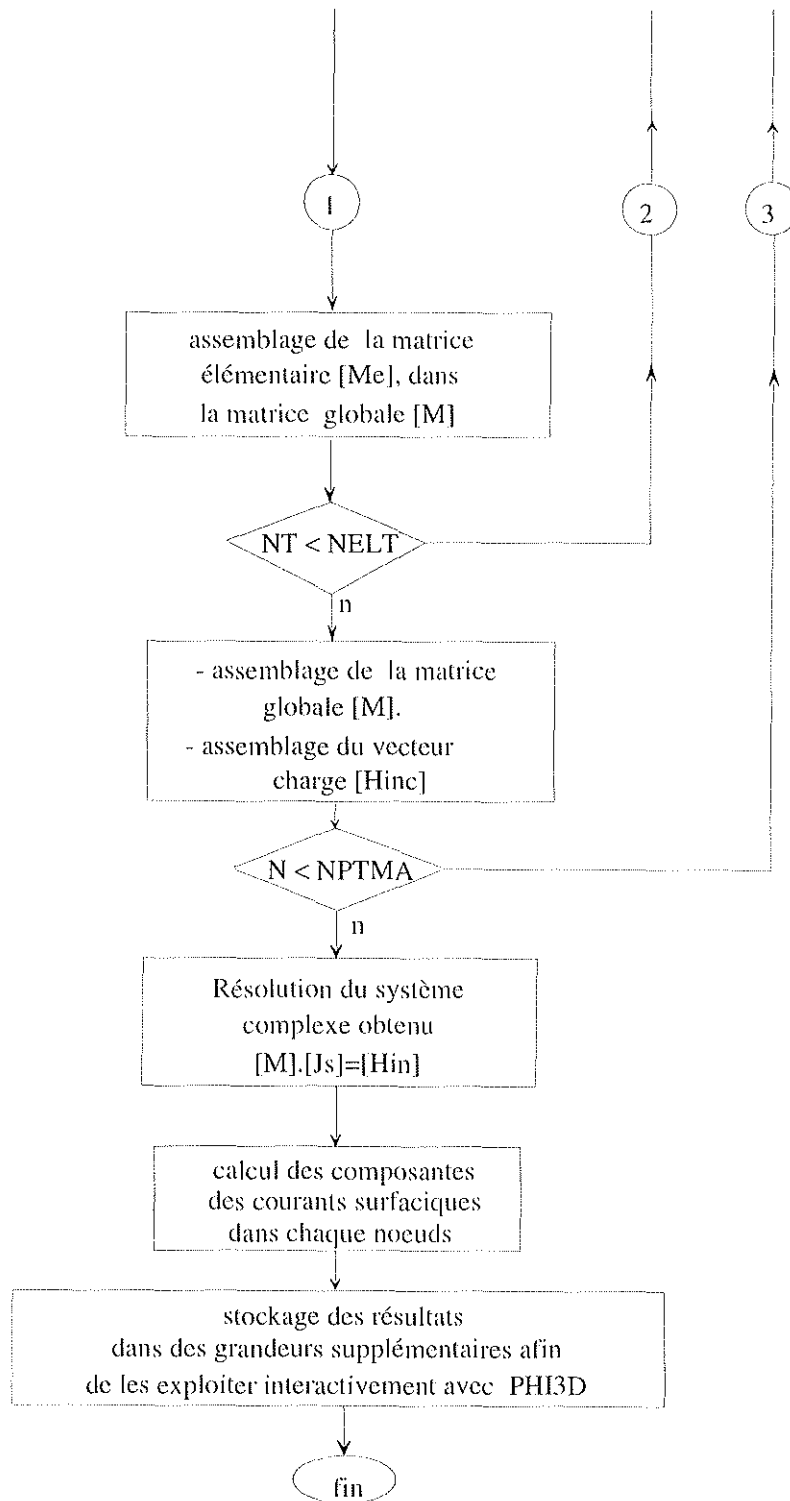 1
2
3
assemblage de la matrice
élémentaire [Me], dans
la matrice globale [M]
NT < NELT
n
- assemblage de la matrice
globale [M].
- assemblage du vecteur
charge [Hinc]
N < NPTMA
n
Résolution du système
complexe obtenu
[M].[Js]=[Hin]
calcul des composantes
des courants surfaciques
dans chaque noeuds
stockage des résultats
dans des grandeurs supplémentaires afin
de les exploiter interactivement avec PHI3D
fin